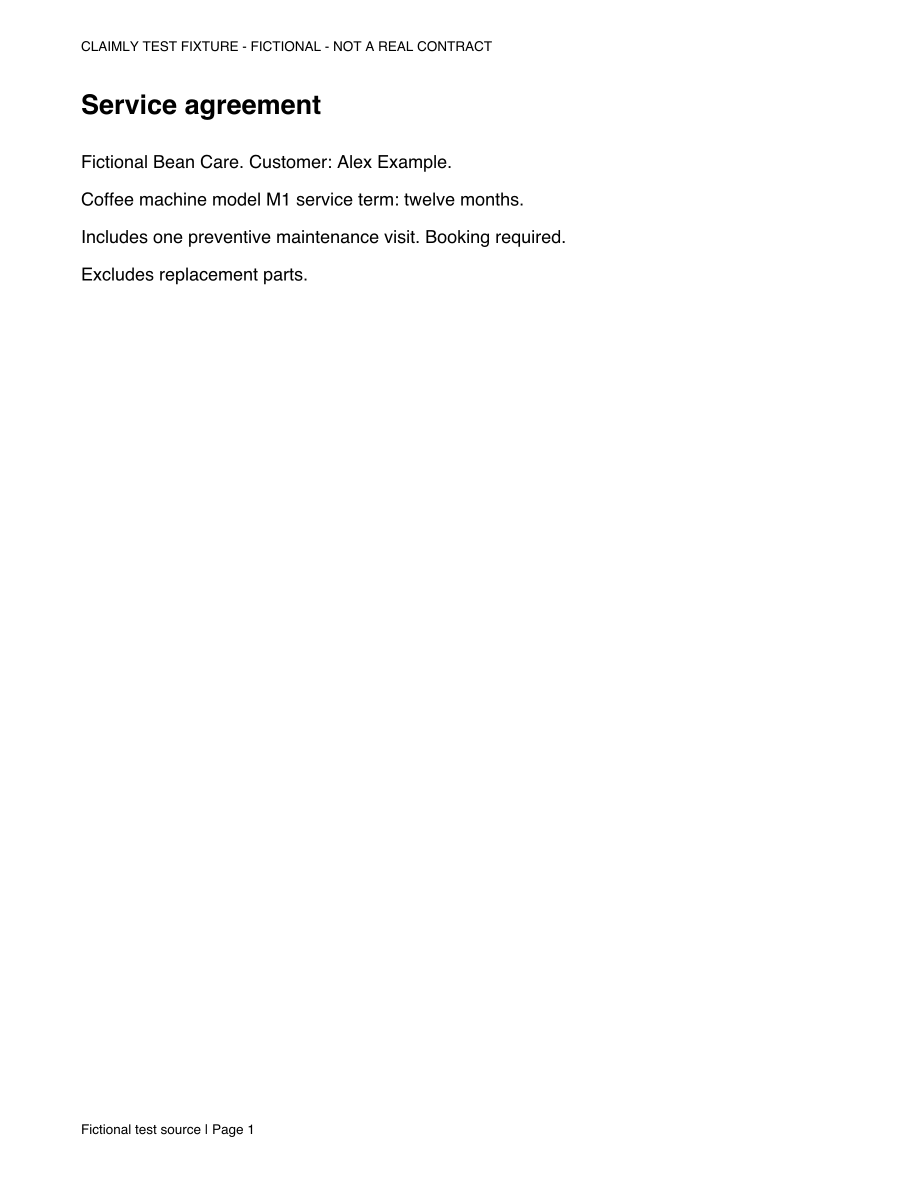 CLAIMLY TEST FIXTURE - FICTIONAL - NOT A REAL CONTRACT
Service agreement
Fictional Bean Care. Customer: Alex Example.
Coffee machine model M1 service term: twelve months.
Includes one preventive maintenance visit. Booking required.
Excludes replacement parts.
Fictional test source | Page 1